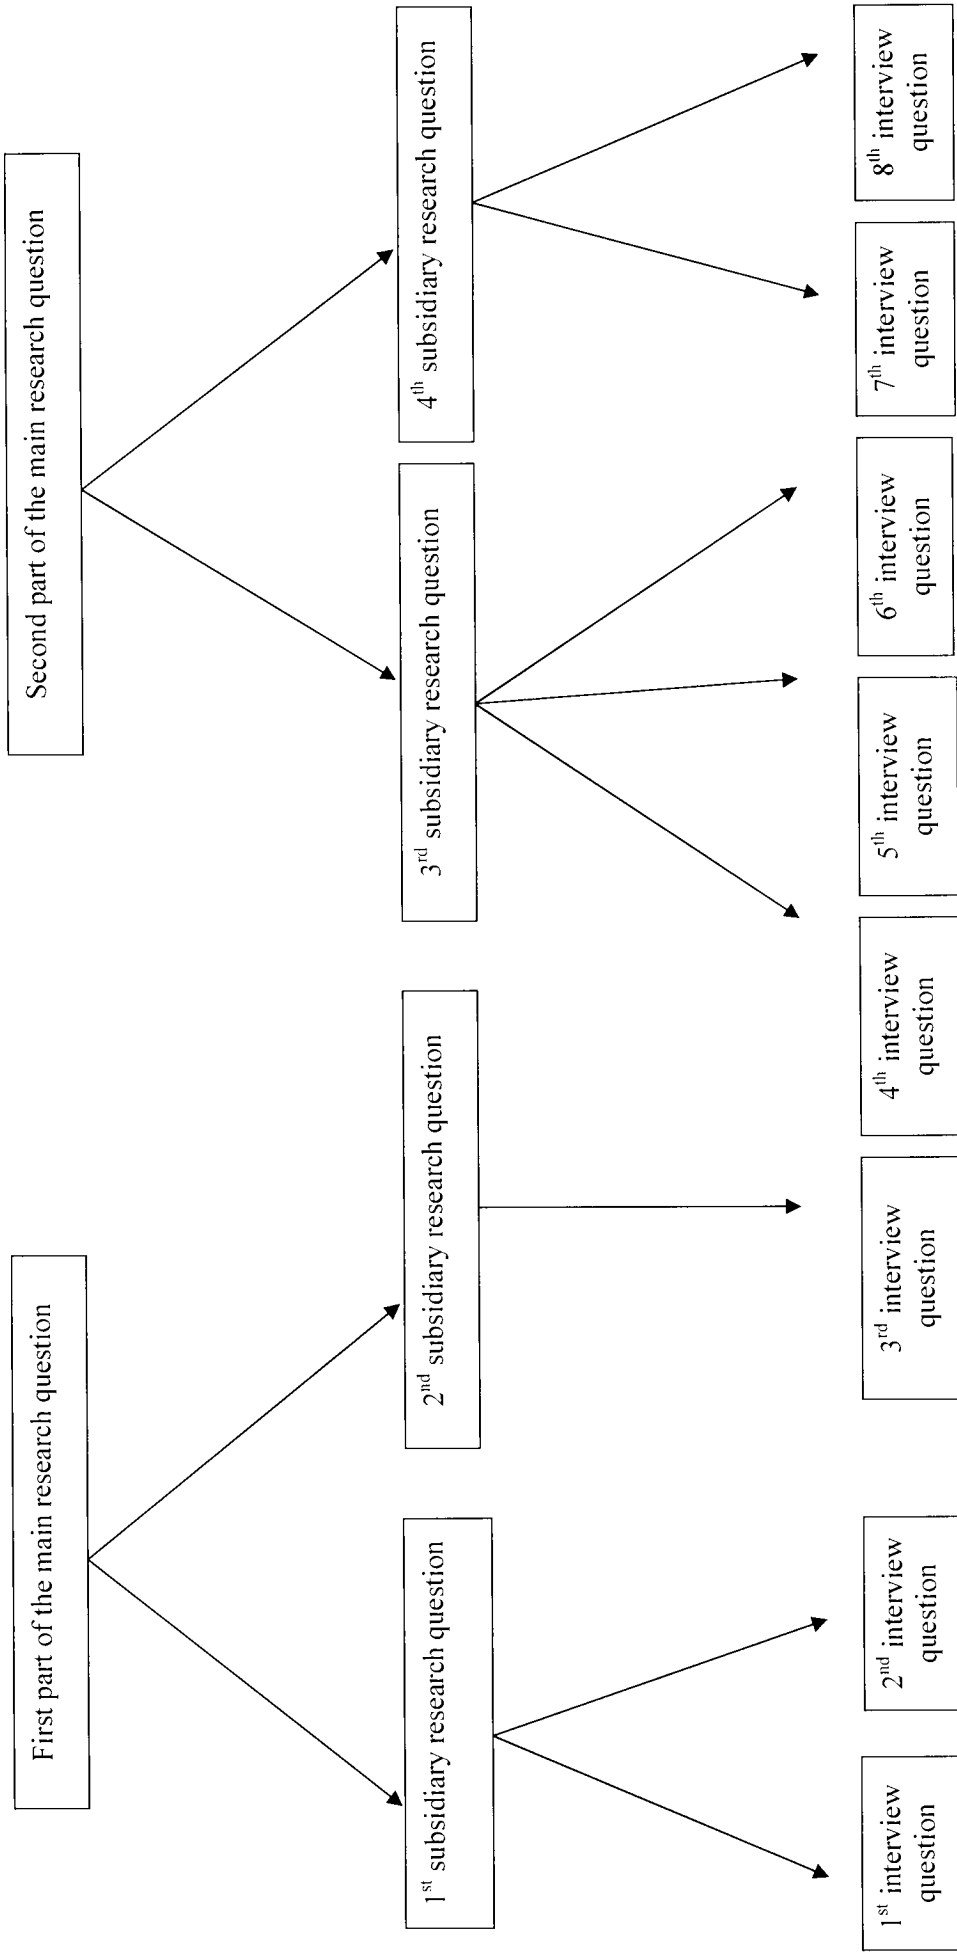 First part of the main research question
Second part of the main research question
1st subsidiary research question
2nd subsidiary research question
3rd subsidiary research question
4th subsidiary research question
1st interview
question
2nd interview
question
3rd interview
question
4th interview
question
5th interview
question
6th interview
question
7th interview
question
8th interview
question